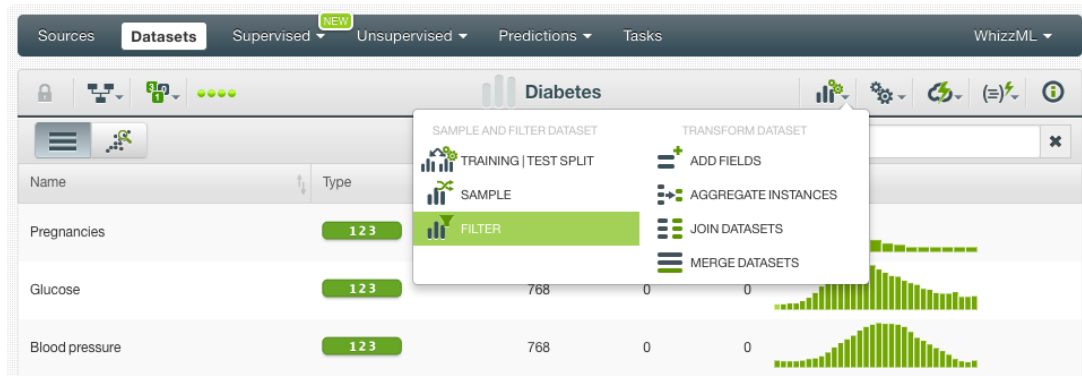 NEW
Sources Datasets Supervised Unsupervised Predictions Tasks WhizzML
Diabetes
SAMPLE AND FILTER DATASET TRANSFORM DATASET
TRAINING | TEST SPLIT ADD FIELDS
SAMPLE AGGREGATE INSTANCES
FILTER JOIN DATASETS
MERGE DATASETS
Name Type
Pregnancies 123
Glucose 123 768 0 0
Blood pressure 123 768 0 0